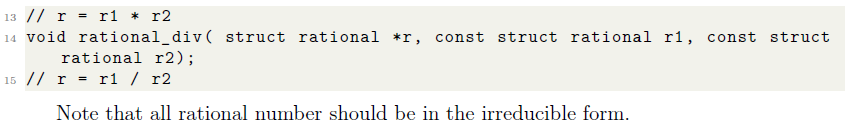 13 // r = r1 * r2
14 void rational_div( struct rational *r, const struct rational r1, const struct
rational r2);
15 // r = r1 / r2
Note that all rational number should be in the irreducible form.